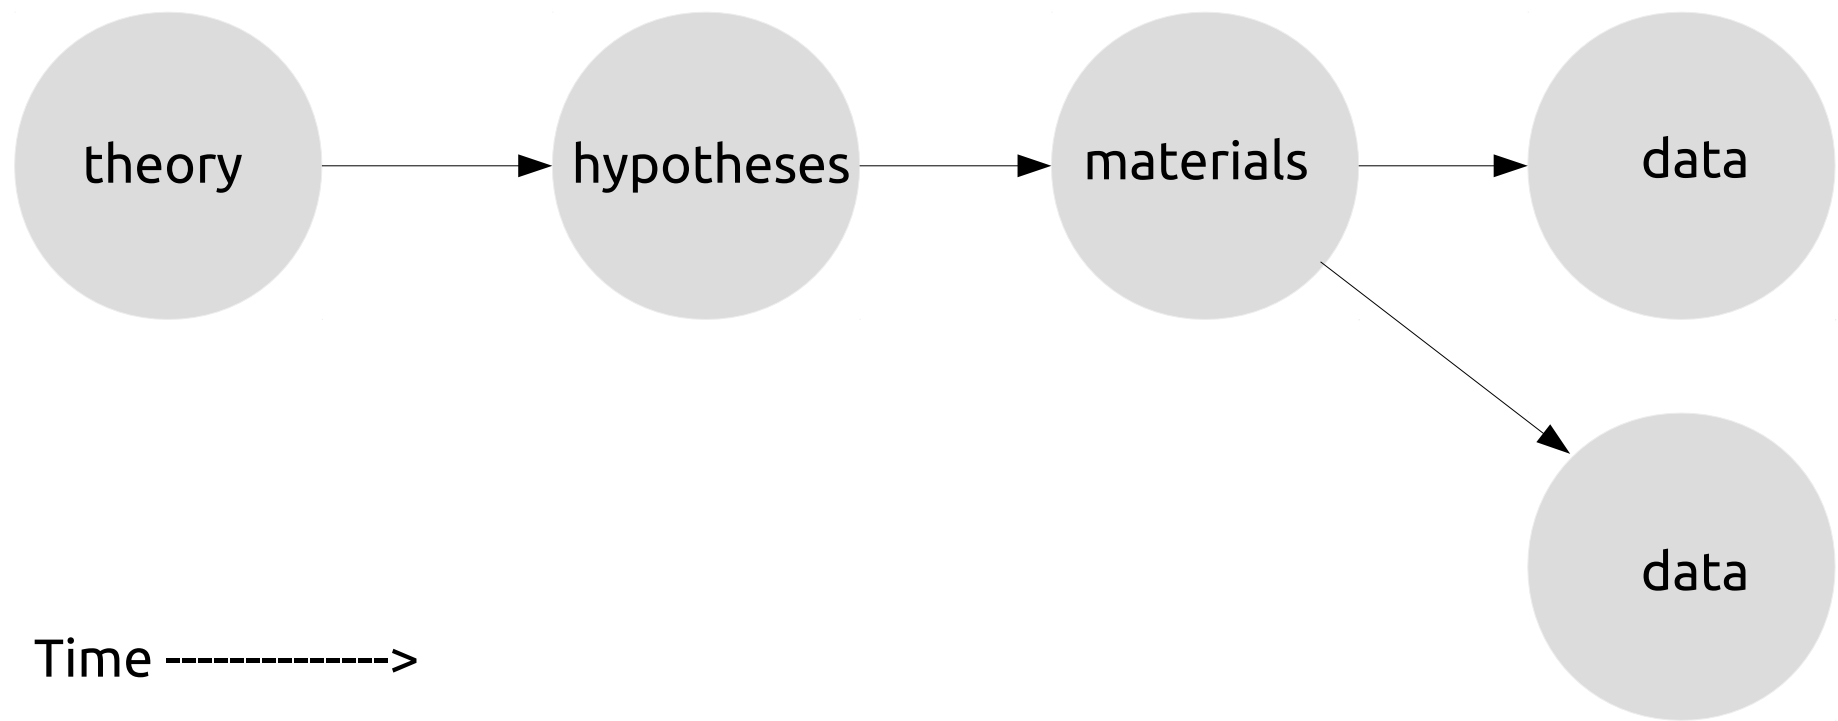 theory
hypotheses
materials
data
data
Time -------------->